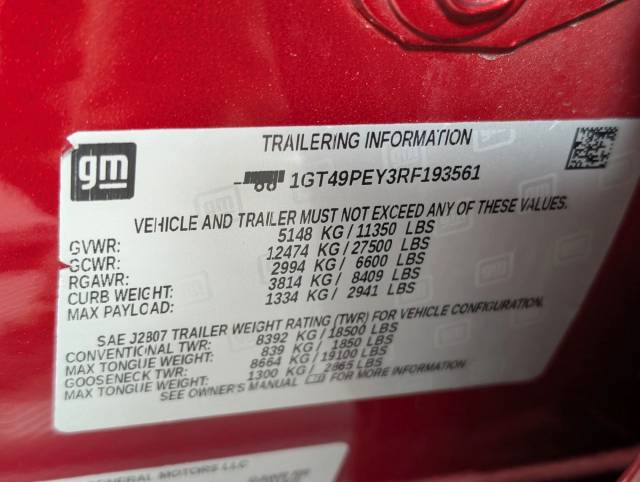 TRAILERING INFORMATION
gm
1GT49PEY3RF193561
VEHICLE AND TRAILER MUST NOT EXCEED ANY OF THESE VALUES.
GVWR: 5148 KG / 11350 LBS
GCWR: 12474 KG / 27500 LBS
RGAWR: 2994 KG / 6600 LBS
CURB WEIGHT: 3814 KG / 8409 LBS
MAX PAYLOAD: 1334 KG / 2941 LBS
SAE J2807 TRAILER WEIGHT RATING (TWR) FOR VEHICLE CONFIGURATION.
CONVENTIONAL TWR: 8392 KG / 18500 LBS
MAX TONGUE WEIGHT: 839 KG / 1850 LBS
GOOSENECK TWR: 8664 KG / 19100 LBS
MAX TONGUE WEIGHT: 1300 KG / 2865 LBS
SEE OWNER'S MANUAL FOR MORE INFORMATION
GENERAL MOTORS LLC